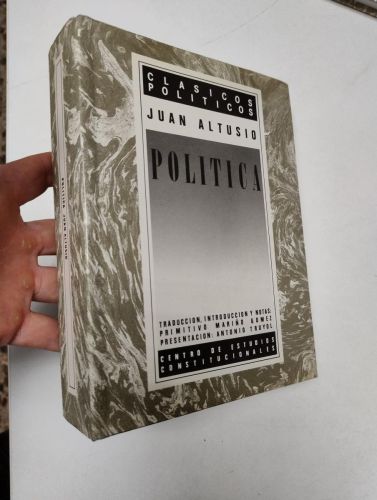 CLASICOS
POLITICOS
JUAN ALTUSIO
POLITICA
TRADUCCION, INTRODUCCION Y NOTAS:
PRIMITIVO MARIÑO GOMEZ
PRESENTACION: ANTONIO TRUYOL
CENTRO DE ESTUDIOS
CONSTITUCIONALES